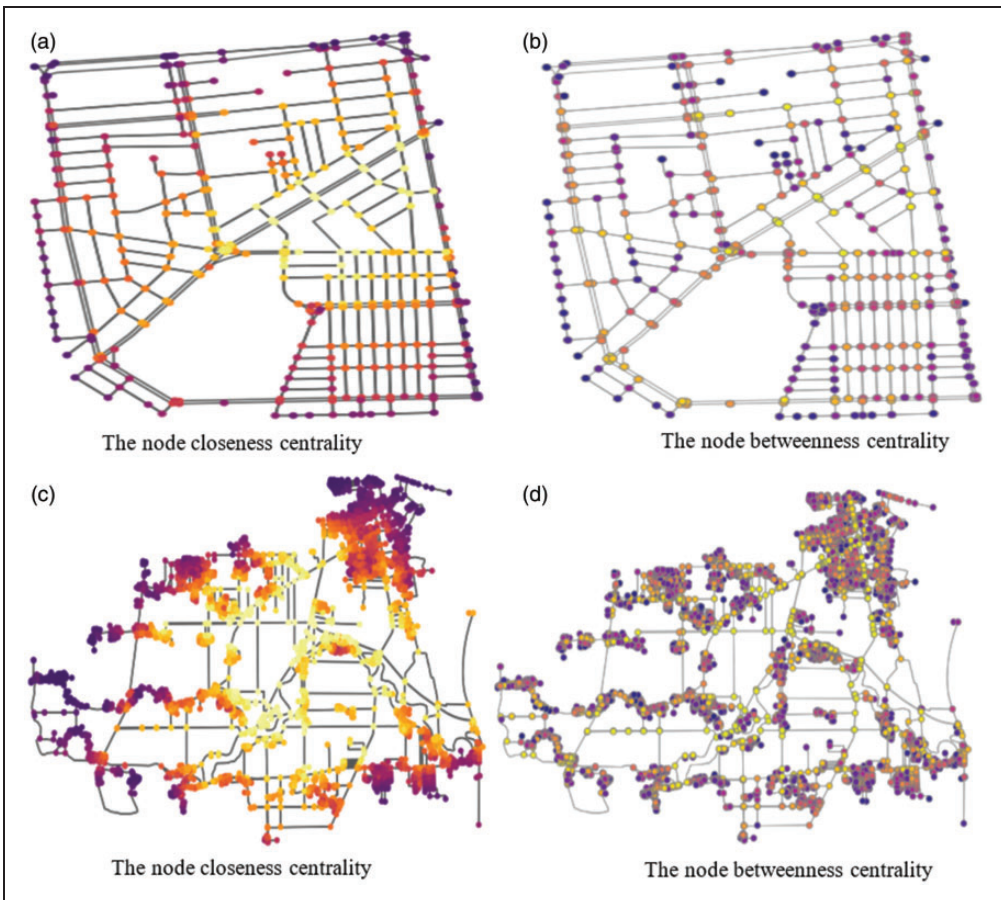 (a)
(b)
The node closeness centrality
The node betweenness centrality
(c)
(d)
The node closeness centrality
The node betweenness centrality